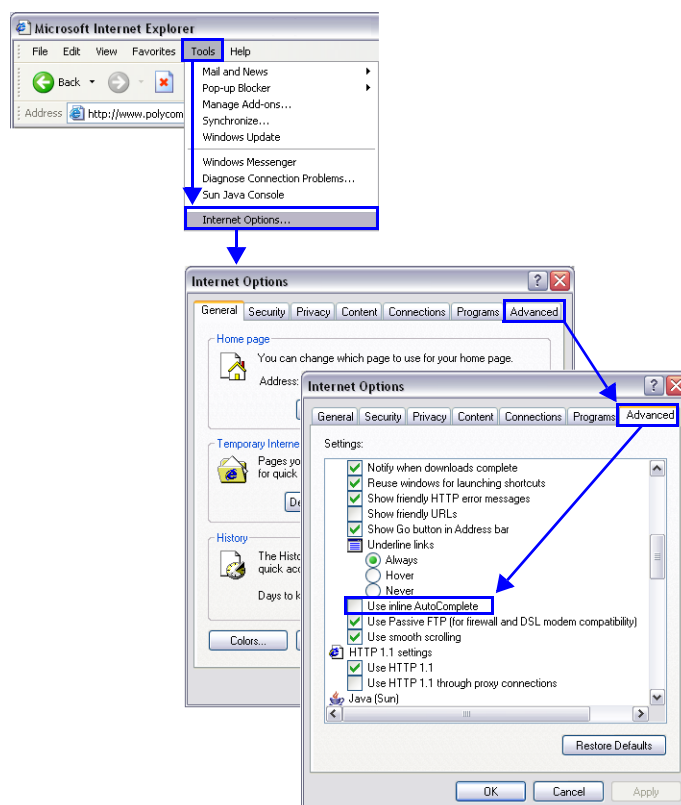 Microsoft Internet Explorer
File Edit View Favorites Tools Help
Back
Address http://www.polycom
Mail and News
Pop-up Blocker
Manage Add-ons...
Synchronize...
Windows Update
Windows Messenger
Diagnose Connection Problems...
Sun Java Console
Internet Options...
Internet Options
General Security Privacy Content Connections Programs Advanced
Home page
You can change which page to use for your home page.
Address:
Temporary Interne
Pages yo
for quick
De
History
The Histo
quick acc
Days to k
Colors...
Internet Options
General Security Privacy Content Connections Programs Advanced
Settings:
Notify when downloads complete
Reuse windows for launching shortcuts
Show friendly HTTP error messages
Show friendly URLs
Show Go button in Address bar
Underline links
Always
Hover
Never
Use inline AutoComplete
Use Passive FTP (for firewall and DSL modem compatibility)
Use smooth scrolling
HTTP 1.1 settings
Use HTTP 1.1
Use HTTP 1.1 through proxy connections
Java (Sun)
Restore Defaults
OK Cancel Apply